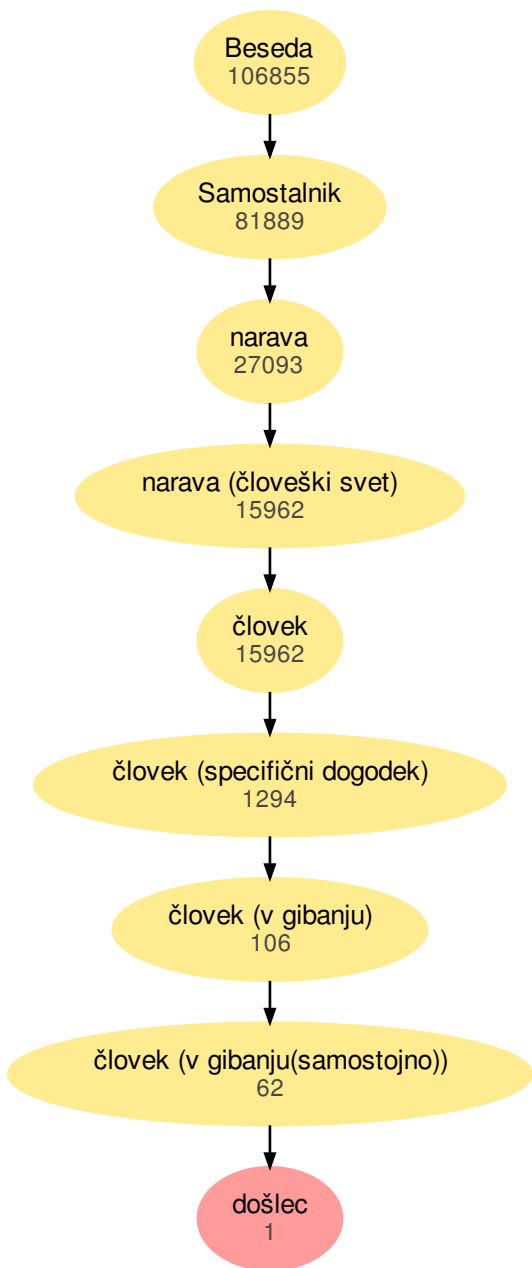 Beseda
106855
Samostalnik
81889
narava
27093
narava (človeški svet)
15962
človek
15962
človek (specifični dogodek)
1294
človek (v gibanju)
106
človek (v gibanju(samostojno))
62
došlec
1